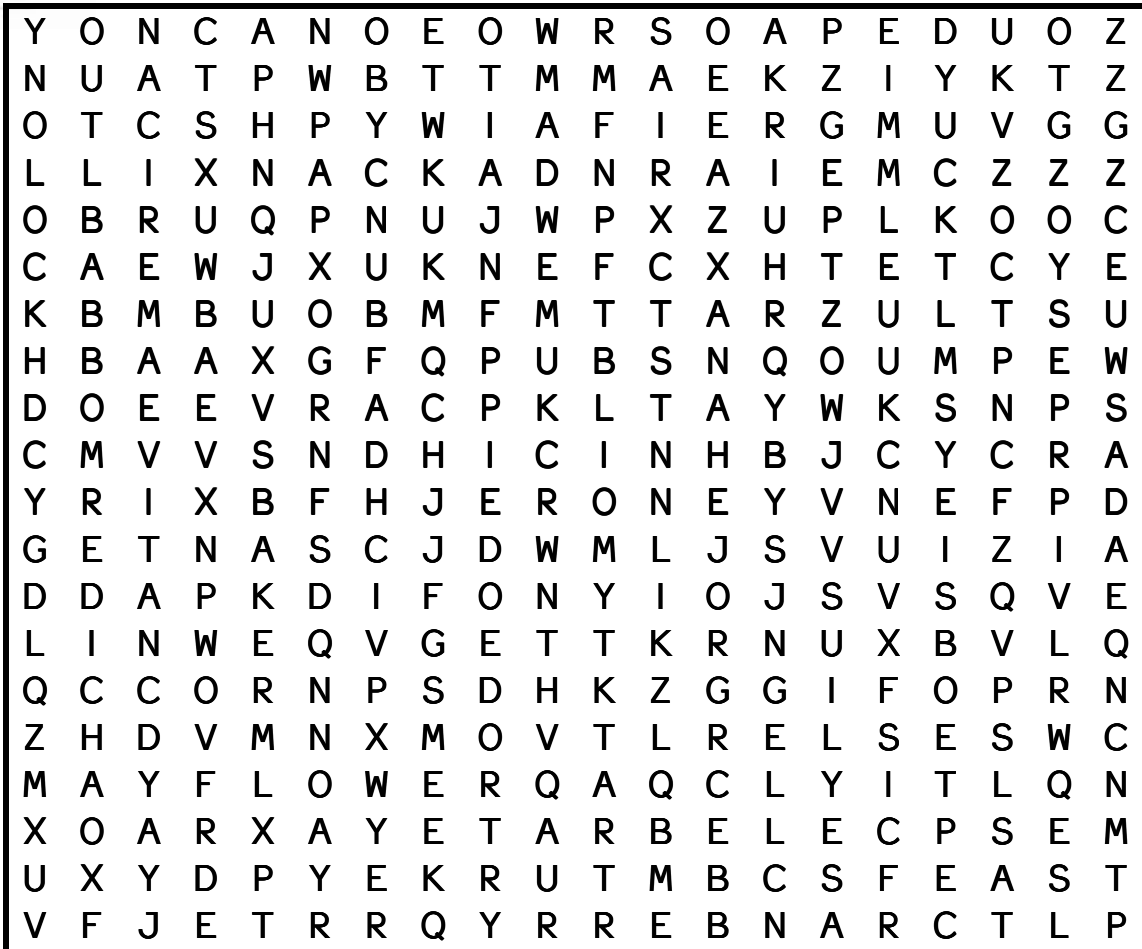 Y O N C A N O E O W R S O A P E D U O Z
N U A T P W B T T M M A E K Z I Y K T Z
O T C S H P Y W I A F I E R G M U V G G
L L I X N A C K A D N R A I E M C Z Z Z
O B R U Q P N U J W P X Z U P L K O O C
C A E W J X U K N E F C X H T E T C Y E
K B M B U O B M F M T T A R Z U L T S U
H B A A X G F Q P U B S N Q O U M P E W
D O E E V R A C P K L T A Y W K S N P S
C M V V S N D H I C I N H B J C Y C R A
Y R I X B F H J E R O N E Y V N E F P D
G E T N A S C J D W M L J S V U I Z I A
D D A P K D I F O N Y I O J S V S Q V E
L I N W E Q V G E T T K R N U X B V L Q
Q C C O R N P S D H K Z G G I F O P R N
Z H D V M N X M O V T L R E L S E S W C
M A Y F L O W E R Q A Q C L Y I T L Q N
X O A R X A Y E T A R B E L E C P S E M
U X Y D P Y E K R U T M B C S F E A S T
V F J E T R R Q Y R R E B N A R C T L P